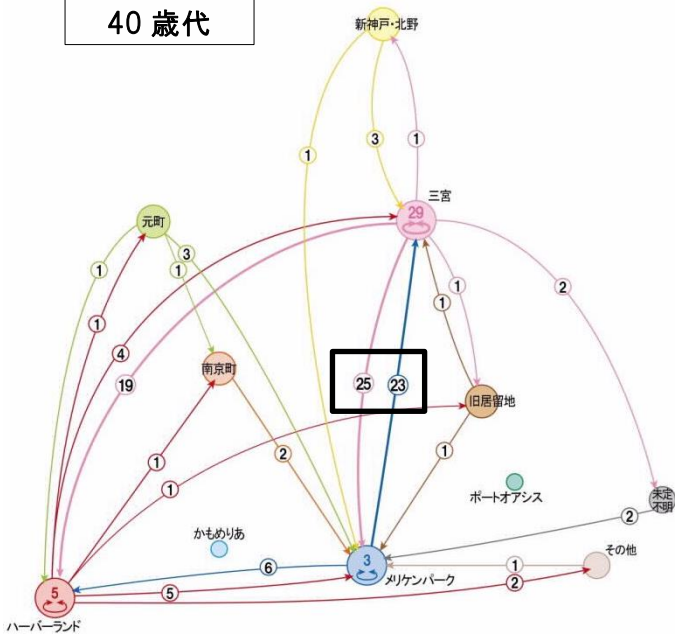 40歳代
新神戸・北野
1
3
1
三宮
29
元町
3
1
1
1
2
1
1
4
19
南京町
25
23
旧居留地
1
1
2
1
ポートオアシス
未定
不明
2
かもめりあ
その他
6
3
1
メリケンパーク
5
5
2
ハーバーランド